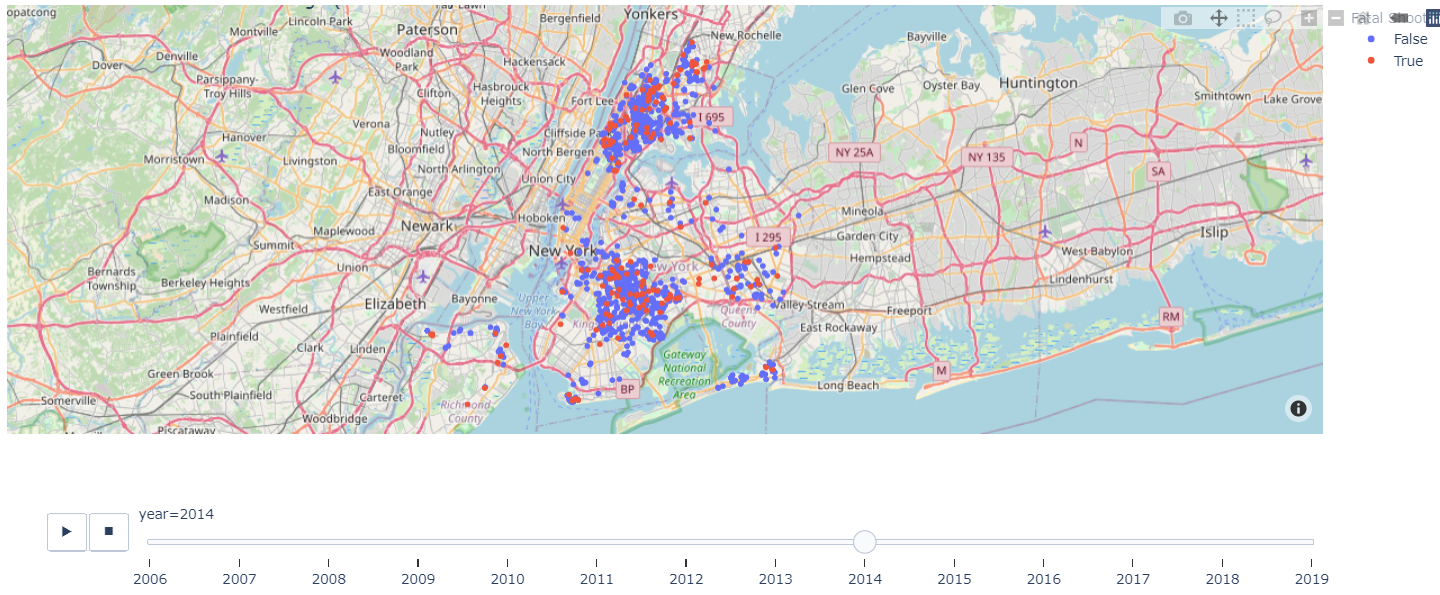 opatcong
Lincoln Park
Paterson
Bergenfield
Yonkers
New Rochelle
Bayville
Fatal Shoot
Montville
False
Denville
Dover
Woodland
Park
Hackensack
True
Parsippany-
Troy Hills
Clifton
Hasbrouck
Heights
Fort Lee
Glen Cove
Oyster Bay
Huntington
Smithtown
Lake Grove
I 695
Verona
Nutley
Cliffside Pa
Hanover
Bloomfield
North Bergen
NY 25A
NY 135
N
Morristown
Livingston
North Arlington
Union City
SA
East Orange
Madison
Hoboken
Mineola
Maplewood
Newark
I 295
Garden City
Islip
Summit
New York
Hempstead
West Babylon
Union
New York
Bernards
Township
Berkeley Heights
Lindenhurst
Elizabeth
Bayonne
Upper
New York
Bay
Valley Stream
Westfield
Queens
County
Freeport
RM
Plainfield
King
East Rockaway
Clark
Linden
Gateway
National
Recreation
Area
Green Brook
M
South Plainfield
Carteret
BP
Long Beach
Somerville
Richmond
County
Woodbridge
Piscataway
year=2014
2006 2007 2008 2009 2010 2011 2012 2013 2014 2015 2016 2017 2018 2019